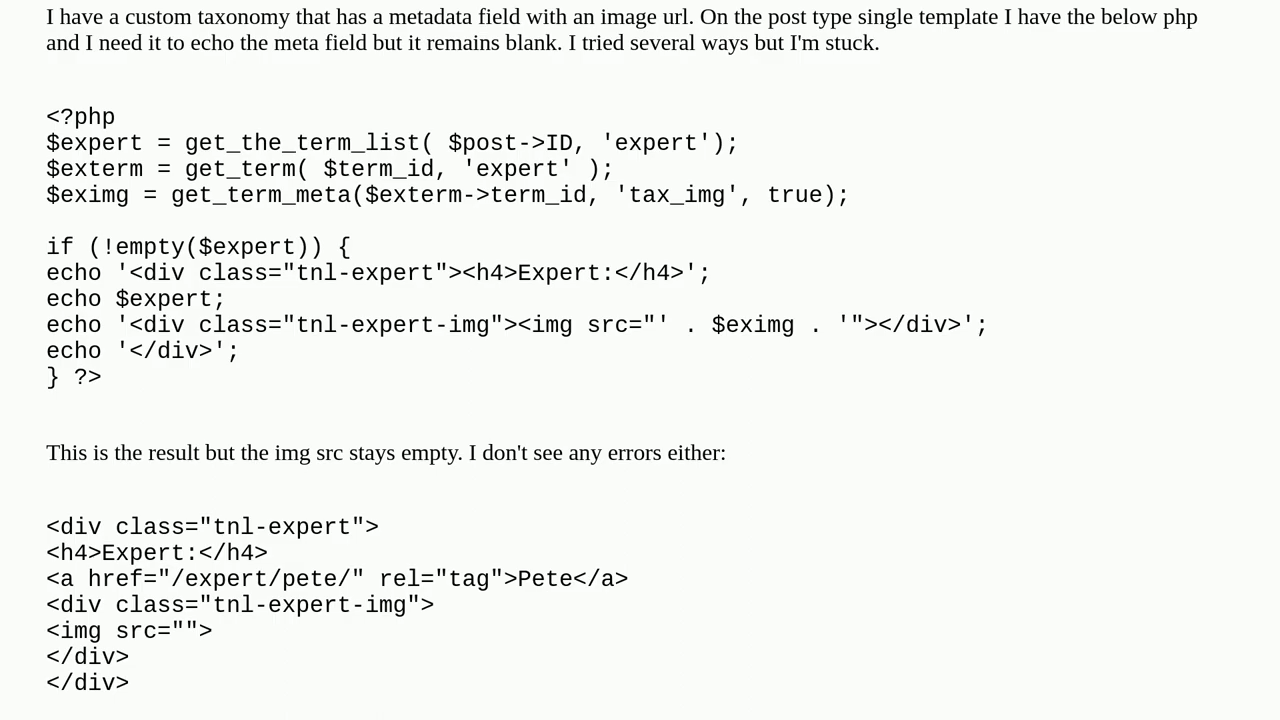 I have a custom taxonomy that has a metadata field with an image url. On the post type single template I have the below php
and I need it to echo the meta field but it remains blank. I tried several ways but I'm stuck.
<?php
$expert = get_the_term_list( $post->ID, 'expert');
$exterm = get_term( $term_id, 'expert' );
$eximg = get_term_meta($exterm->term_id, 'tax_img', true);
if (!empty($expert)) {
echo '<div class="tnl-expert"><h4>Expert:</h4>';
echo $expert;
echo '<div class="tnl-expert-img"><img src="' . $eximg . '"></div>';
echo '</div>';
} ?>
This is the result but the img src stays empty. I don't see any errors either:
<div class="tnl-expert">
<h4>Expert:</h4>
<a href="/expert/pete/" rel="tag">Pete</a>
<div class="tnl-expert-img">
<img src="">
</div>
</div>